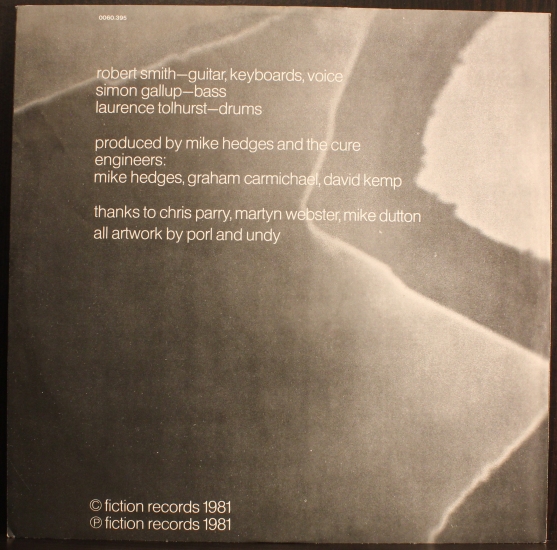 0060.395
robert smith—guitar, keyboards, voice
simon gallup—bass
laurence tolhurst—drums
produced by mike hedges and the cure
engineers:
mike hedges, graham carmichael, david kemp
thanks to chris parry, martyn webster, mike dutton
all artwork by porl and undy
© fiction records 1981
℗ fiction records 1981